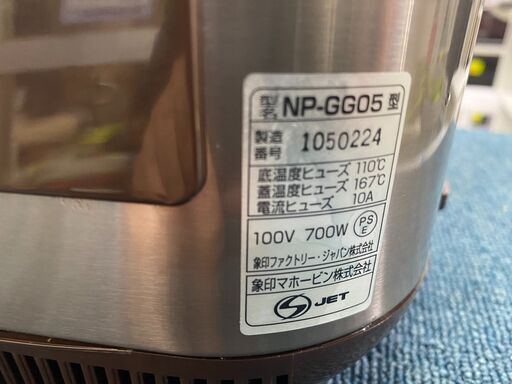 型名 NP-GG05 型
製造番号 1050224
底温度ヒューズ 110℃
蓋温度ヒューズ 167℃
電流ヒューズ 10A
100V 700W PSE
象印ファクトリー・ジャパン株式会社
象印マホービン株式会社
S JET